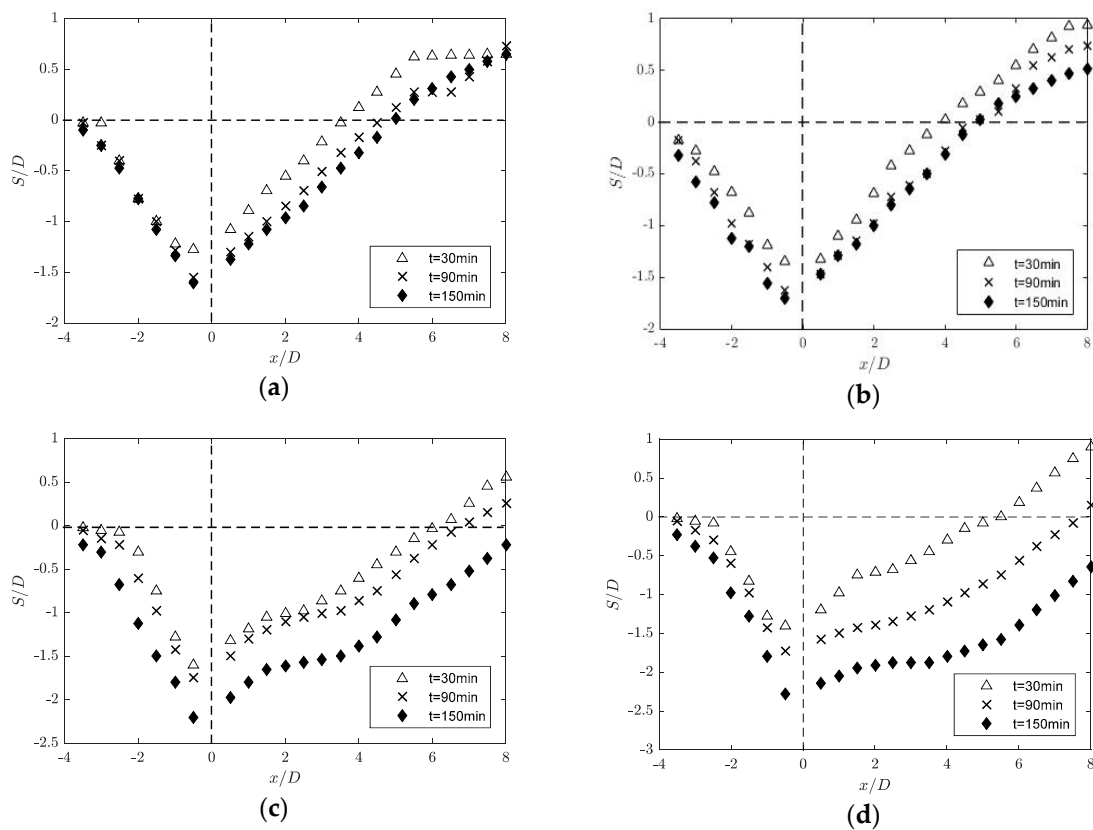 1
0.5
0
-0.5
-1
-1.5
-2
S/D
-4 -2 0 2 4 6 8
x/D
t=30min
t=90min
t=150min
(a)
1
0.5
0
-0.5
-1
-1.5
-2
S/D
-4 -2 0 2 4 6 8
x/D
t=30min
t=90min
t=150min
(b)
1
0.5
0
-0.5
-1
-1.5
-2
-2.5
S/D
-4 -2 0 2 4 6 8
x/D
t=30min
t=90min
t=150min
(c)
1
0.5
0
-0.5
-1
-1.5
-2
-2.5
-3
S/D
-4 -2 0 2 4 6 8
x/D
t=30min
t=90min
t=150min
(d)